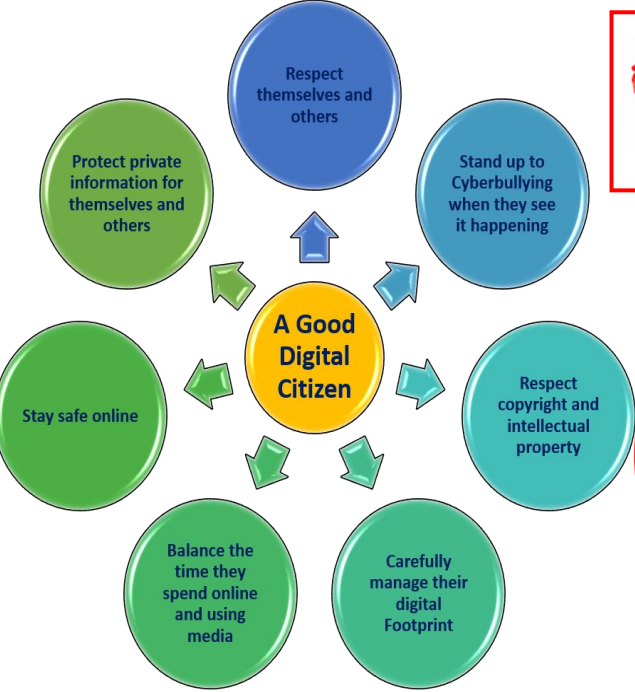 Respect
themselves and
others
Stand up to
Cyberbullying
when they see
it happening
Respect
copyright and
intellectual
property
Carefully
manage their
digital
Footprint
Balance the
time they
spend online
and using
media
Stay safe online
Protect private
information for
themselves and
others
A Good
Digital
Citizen